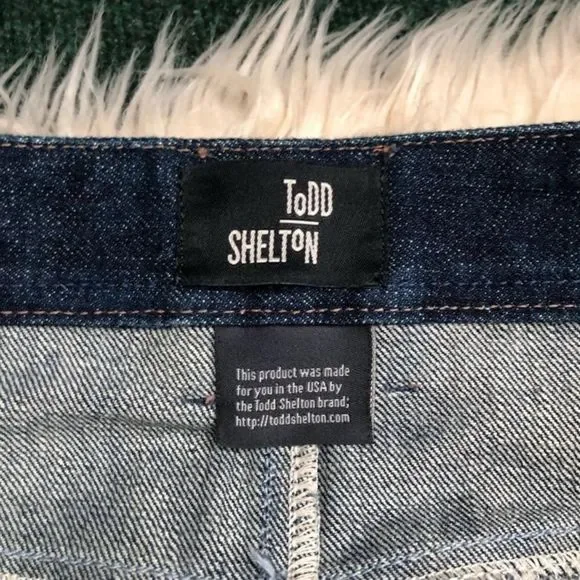 ToDD
SHELToN
This product was made
for you in the USA by
the Todd Shelton brand;
http://toddshelton.com